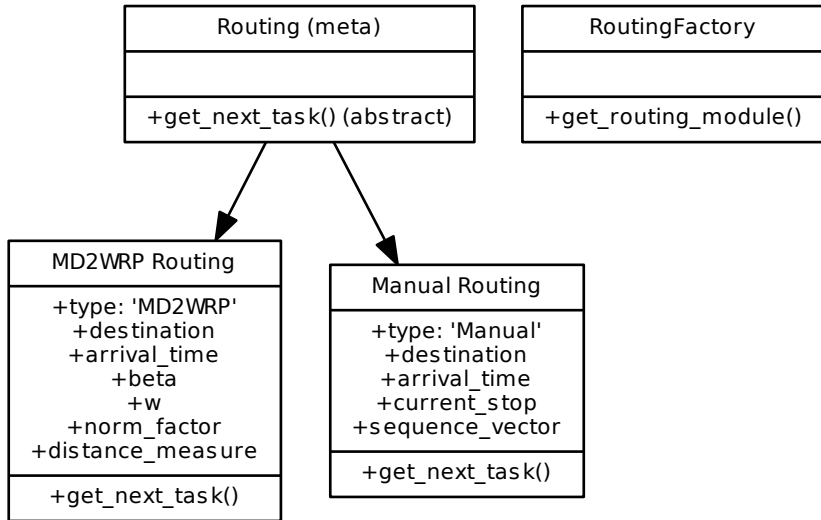 Routing (meta)
+get_next_task() (abstract)
RoutingFactory
+get_routing_module()
MD2WRP Routing
+type: 'MD2WRP'
+destination
+arrival_time
+beta
+w
+norm_factor
+distance_measure
+get_next_task()
Manual Routing
+type: 'Manual'
+destination
+arrival_time
+current_stop
+sequence_vector
+get_next_task()